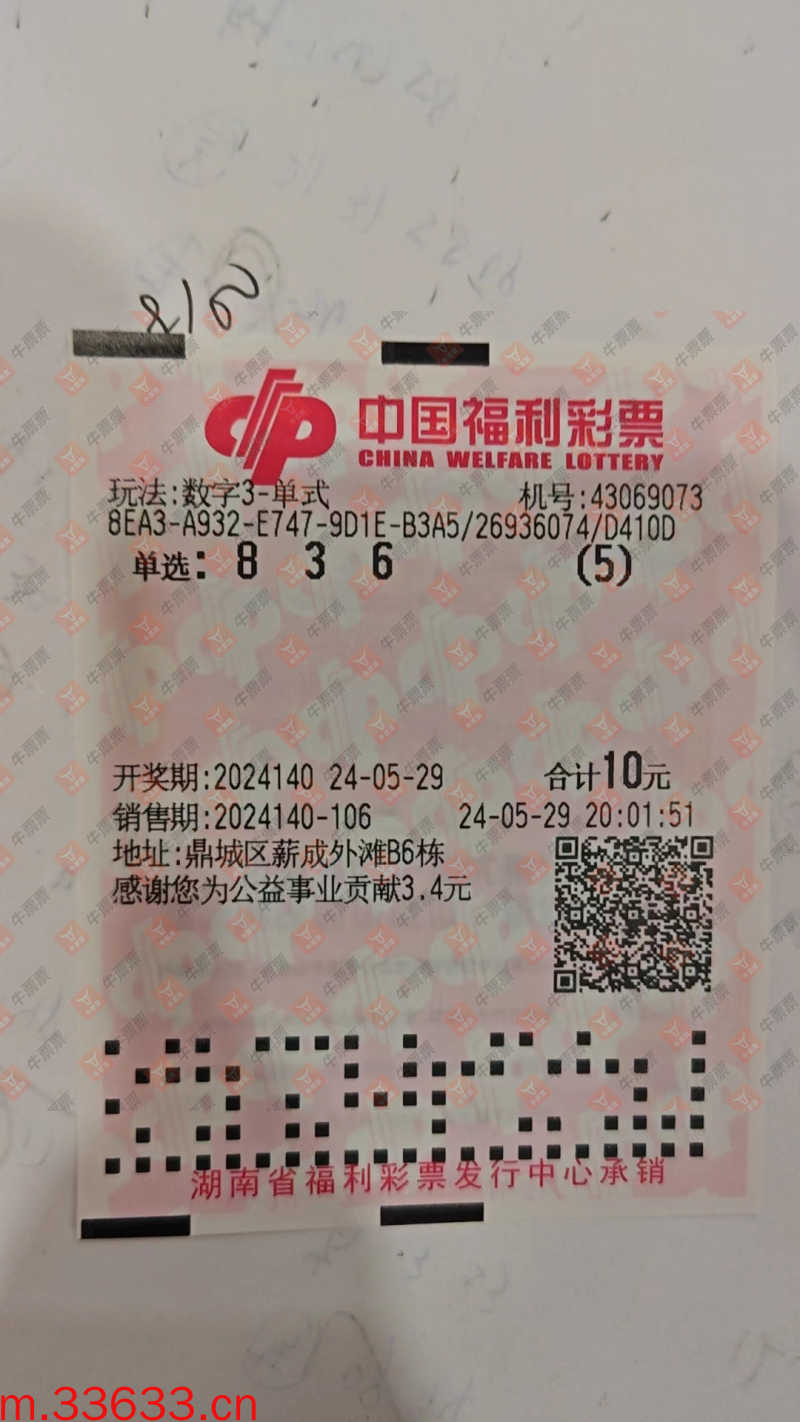 中国福利彩票
CHINA WELFARE LOTTERY
玩法:数字3-单式 机号:43069073
8EA3-A932-E747-9D1E-B3A5/26936074/D410D
单选: 8 3 6 (5)
开奖期:2024140 24-05-29 合计10元
销售期:2024140-106 24-05-29 20:01:51
地址:鼎城区薪成外滩B6栋
感谢您为公益事业贡献3.4元
湖南省福利彩票发行中心承销
牛票票
m.33633.cn